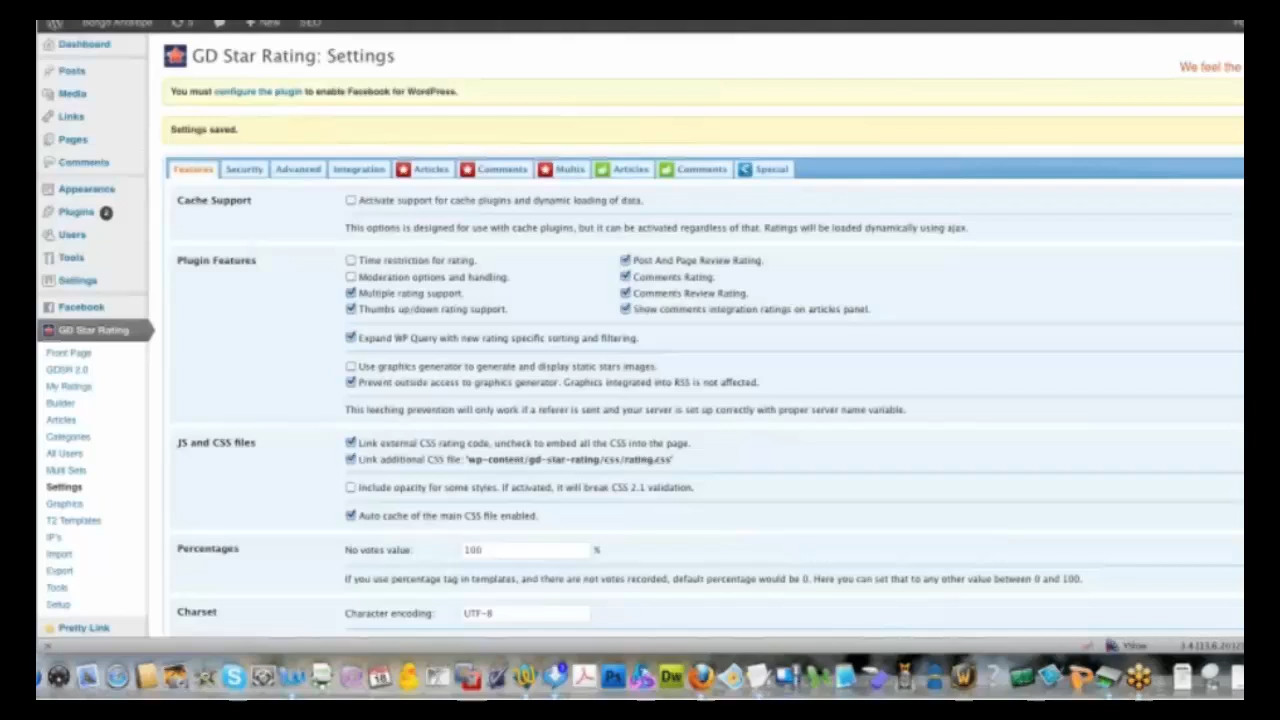 New
SEO
Dashboard
Posts
Media
Links
Pages
Comments
Appearance
Plugins 2
Users
Tools
Settings
Facebook
GD Star Rating
Front Page
GDSR 2.0
My Ratings
Builder
Articles
Categories
All Users
Multi Sets
Settings
Graphics
T2 Templates
IP's
Import
Export
Tools
Setup
Pretty Link
GD Star Rating: Settings
We feel the
You must configure the plugin to enable Facebook for WordPress.
Settings saved.
Features Security Advanced Integration Articles Comments Multis Articles Comments Special
Cache Support
Activate support for cache plugins and dynamic loading of data.
This options is designed for use with cache plugins, but it can be activated regardless of that. Ratings will be loaded dynamically using ajax.
Plugin Features
Time restriction for rating. Post And Page Review Rating.
Moderation options and handling. Comments Rating.
Multiple rating support. Comments Review Rating.
Thumbs up/down rating support. Show comments integration ratings on articles panel.
Expand WP Query with new rating specific sorting and filtering.
Use graphics generator to generate and display static stars images.
Prevent outside access to graphics generator. Graphics integrated into RSS is not affected.
This leeching prevention will only work if a referer is sent and your server is set up correctly with proper server name variable.
JS and CSS files
Link external CSS rating code, uncheck to embed all the CSS into the page.
Link additional CSS file: 'wp-content/gd-star-rating/css/rating.css'
Include opacity for some styles. If activated, it will break CSS 2.1 validation.
Auto cache of the main CSS file enabled.
Percentages
No votes value: 100 %
If you use percentage tag in templates, and there are not votes recorded, default percentage would be 0. Here you can set that to any other value between 0 and 100.
Charset
Character encoding: UTF-8
YSlow
18
Ps
Dw